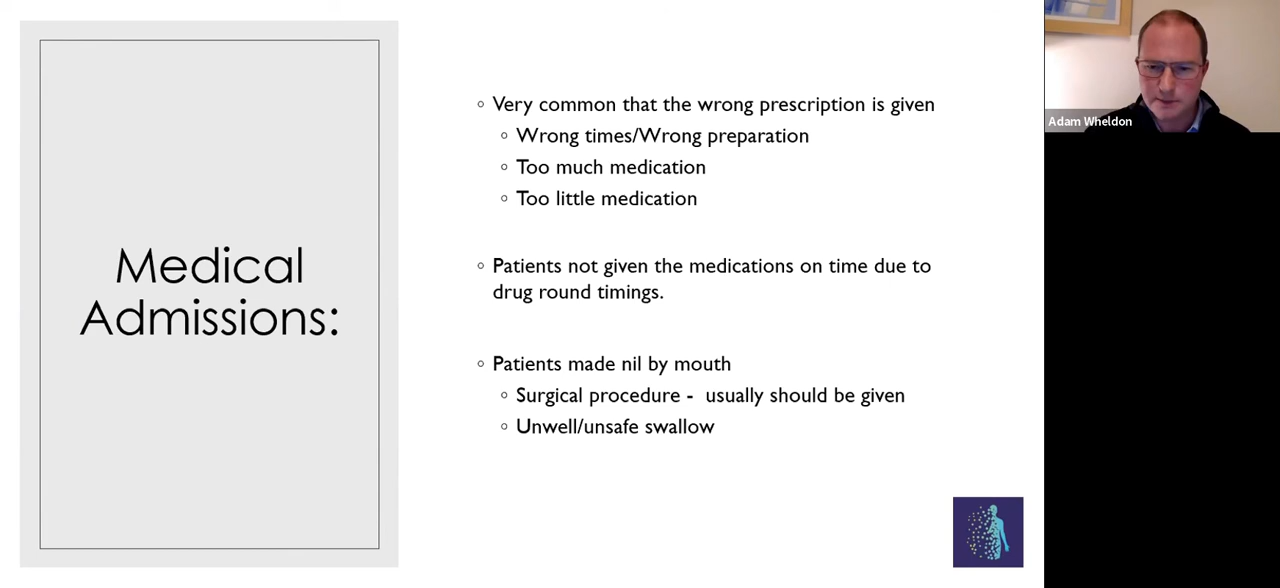 Medical
Admissions:
◦ Very common that the wrong prescription is given
◦ Wrong times/Wrong preparation
◦ Too much medication
◦ Too little medication
◦ Patients not given the medications on time due to
drug round timings.
◦ Patients made nil by mouth
◦ Surgical procedure - usually should be given
◦ Unwell/unsafe swallow
Adam Wheldon